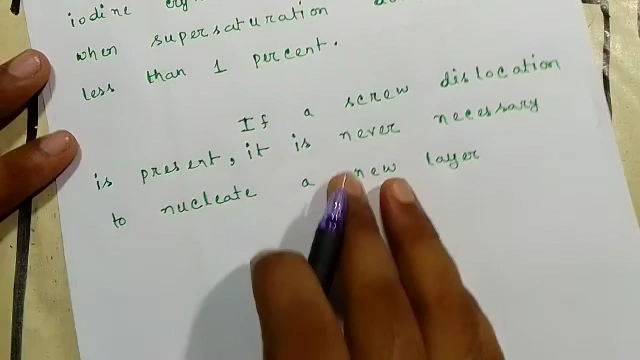 iodine
when supersaturation
less than 1 percent.
If a screw dislocation
is present, it is never necessary
to nucleate a new layer